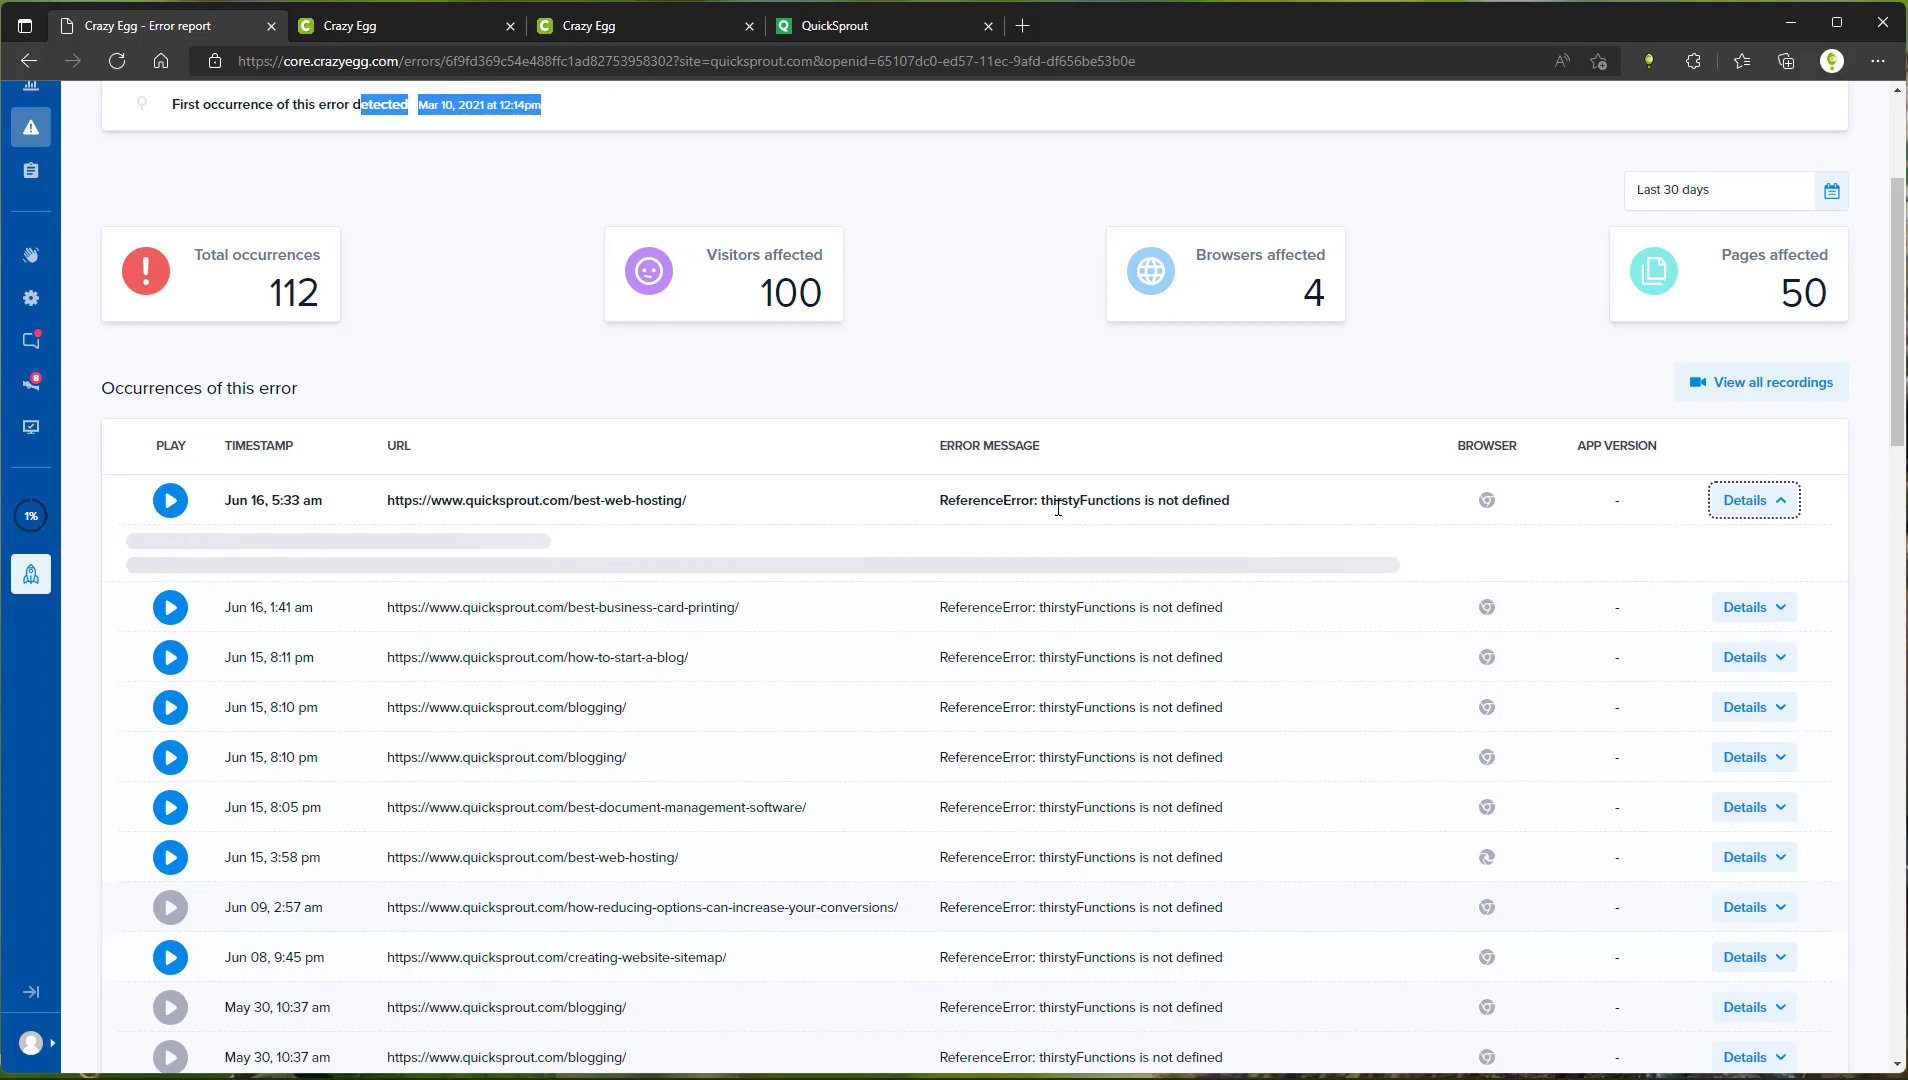 Crazy Egg - Error report
Crazy Egg
Crazy Egg
QuickSprout
https://core.crazyegg.com/errors/6f9fd369c54e488ffc1ad82753958302?site=quicksprout.com&openid=65107dc0-ed57-11ec-9afd-df656be53b0e
First occurrence of this error detected Mar 10, 2021 at 12:14pm
Last 30 days
Total occurrences
112
Visitors affected
100
Browsers affected
4
Pages affected
50
Occurrences of this error
View all recordings
PLAY TIMESTAMP URL ERROR MESSAGE BROWSER APP VERSION
Jun 16, 5:33 am https://www.quicksprout.com/best-web-hosting/ ReferenceError: thirstyFunctions is not defined - Details
Jun 16, 1:41 am https://www.quicksprout.com/best-business-card-printing/ ReferenceError: thirstyFunctions is not defined - Details
Jun 15, 8:11 pm https://www.quicksprout.com/how-to-start-a-blog/ ReferenceError: thirstyFunctions is not defined - Details
Jun 15, 8:10 pm https://www.quicksprout.com/blogging/ ReferenceError: thirstyFunctions is not defined - Details
Jun 15, 8:10 pm https://www.quicksprout.com/blogging/ ReferenceError: thirstyFunctions is not defined - Details
Jun 15, 8:05 pm https://www.quicksprout.com/best-document-management-software/ ReferenceError: thirstyFunctions is not defined - Details
Jun 15, 3:58 pm https://www.quicksprout.com/best-web-hosting/ ReferenceError: thirstyFunctions is not defined - Details
Jun 09, 2:57 am https://www.quicksprout.com/how-reducing-options-can-increase-your-conversions/ ReferenceError: thirstyFunctions is not defined - Details
Jun 08, 9:45 pm https://www.quicksprout.com/creating-website-sitemap/ ReferenceError: thirstyFunctions is not defined - Details
May 30, 10:37 am https://www.quicksprout.com/blogging/ ReferenceError: thirstyFunctions is not defined - Details
May 30, 10:37 am https://www.quicksprout.com/blogging/ ReferenceError: thirstyFunctions is not defined - Details
8
1%